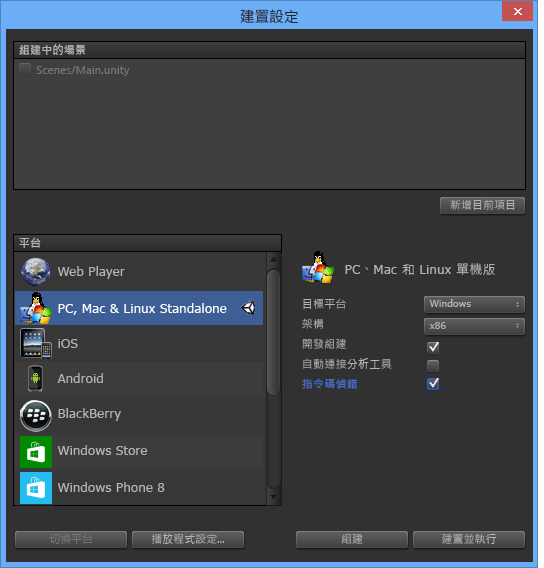 建置設定
組建中的場景
Scenes/Main.unity
新增目前項目
平台
Web Player
PC, Mac & Linux Standalone
iOS
Android
BlackBerry
Windows Store
Windows Phone 8
PC、Mac 和 Linux 單機版
目標平台 Windows
架構 x86
開發組建
自動連接分析工具
指令碼偵錯
切換平台 播放程式設定... 組建 建置並執行